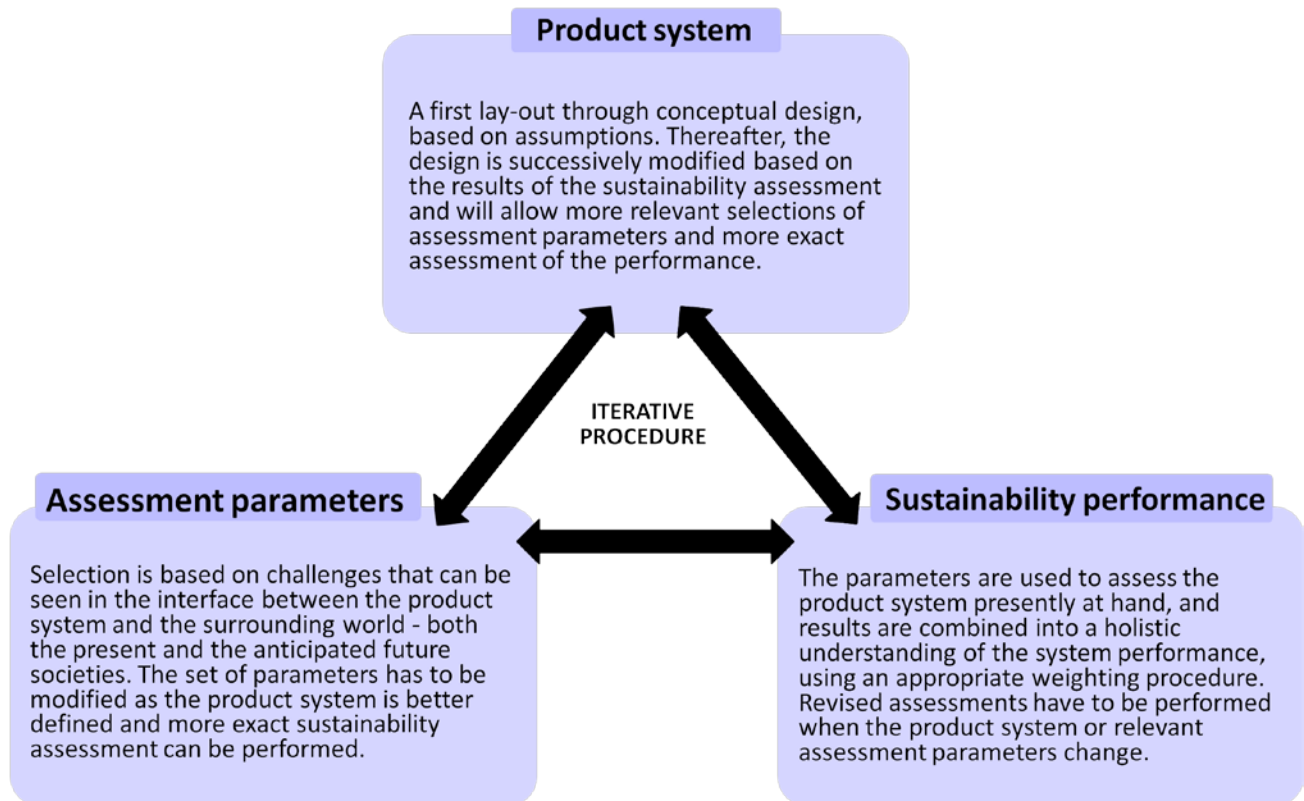 Product system
A first lay-out through conceptual design,
based on assumptions. Thereafter, the
design is successively modified based on
the results of the sustainability assessment
and will allow more relevant selections of
assessment parameters and more exact
assessment of the performance.
ITERATIVE
PROCEDURE
Assessment parameters
Selection is based on challenges that can be
seen in the interface between the product
system and the surrounding world - both
the present and the anticipated future
societies. The set of parameters has to be
modified as the product system is better
defined and more exact sustainability
assessment can be performed.
Sustainability performance
The parameters are used to assess the
product system presently at hand, and
results are combined into a holistic
understanding of the system performance,
using an appropriate weighting procedure.
Revised assessments have to be performed
when the product system or relevant
assessment parameters change.